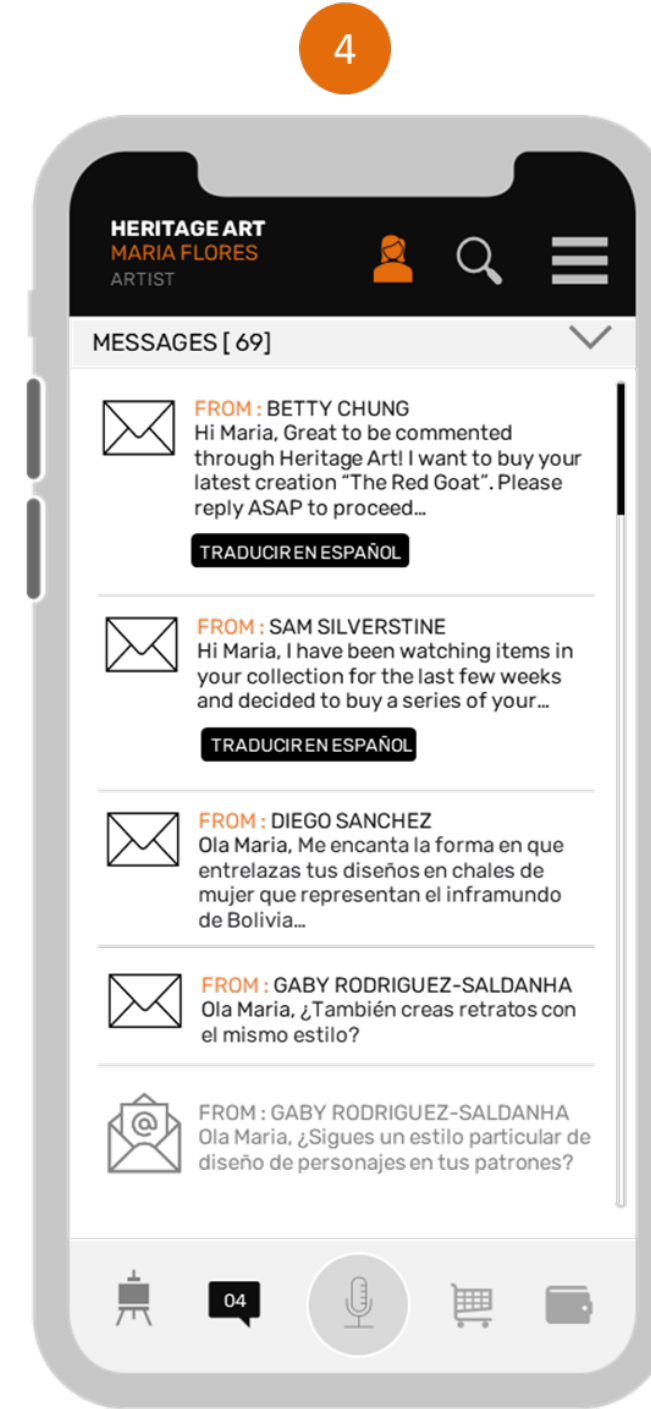 4
HERITAGE ART
MARIA FLORES
ARTIST
MESSAGES [ 69]
FROM : BETTY CHUNG
Hi Maria, Great to be commented
through Heritage Art! I want to buy your
latest creation “The Red Goat”. Please
reply ASAP to proceed...
TRADUCIR EN ESPAÑOL
FROM : SAM SILVERSTINE
Hi Maria, I have been watching items in
your collection for the last few weeks
and decided to buy a series of your...
TRADUCIR EN ESPAÑOL
FROM : DIEGO SANCHEZ
Ola Maria, Me encanta la forma en que
entrelazas tus diseños en chales de
mujer que representan el inframundo
de Bolivia...
FROM : GABY RODRIGUEZ-SALDANHA
Ola Maria, ¿También creas retratos con
el mismo estilo?
@
FROM : GABY RODRIGUEZ-SALDANHA
Ola Maria, ¿Sigues un estilo particular de
diseño de personajes en tus patrones?
04